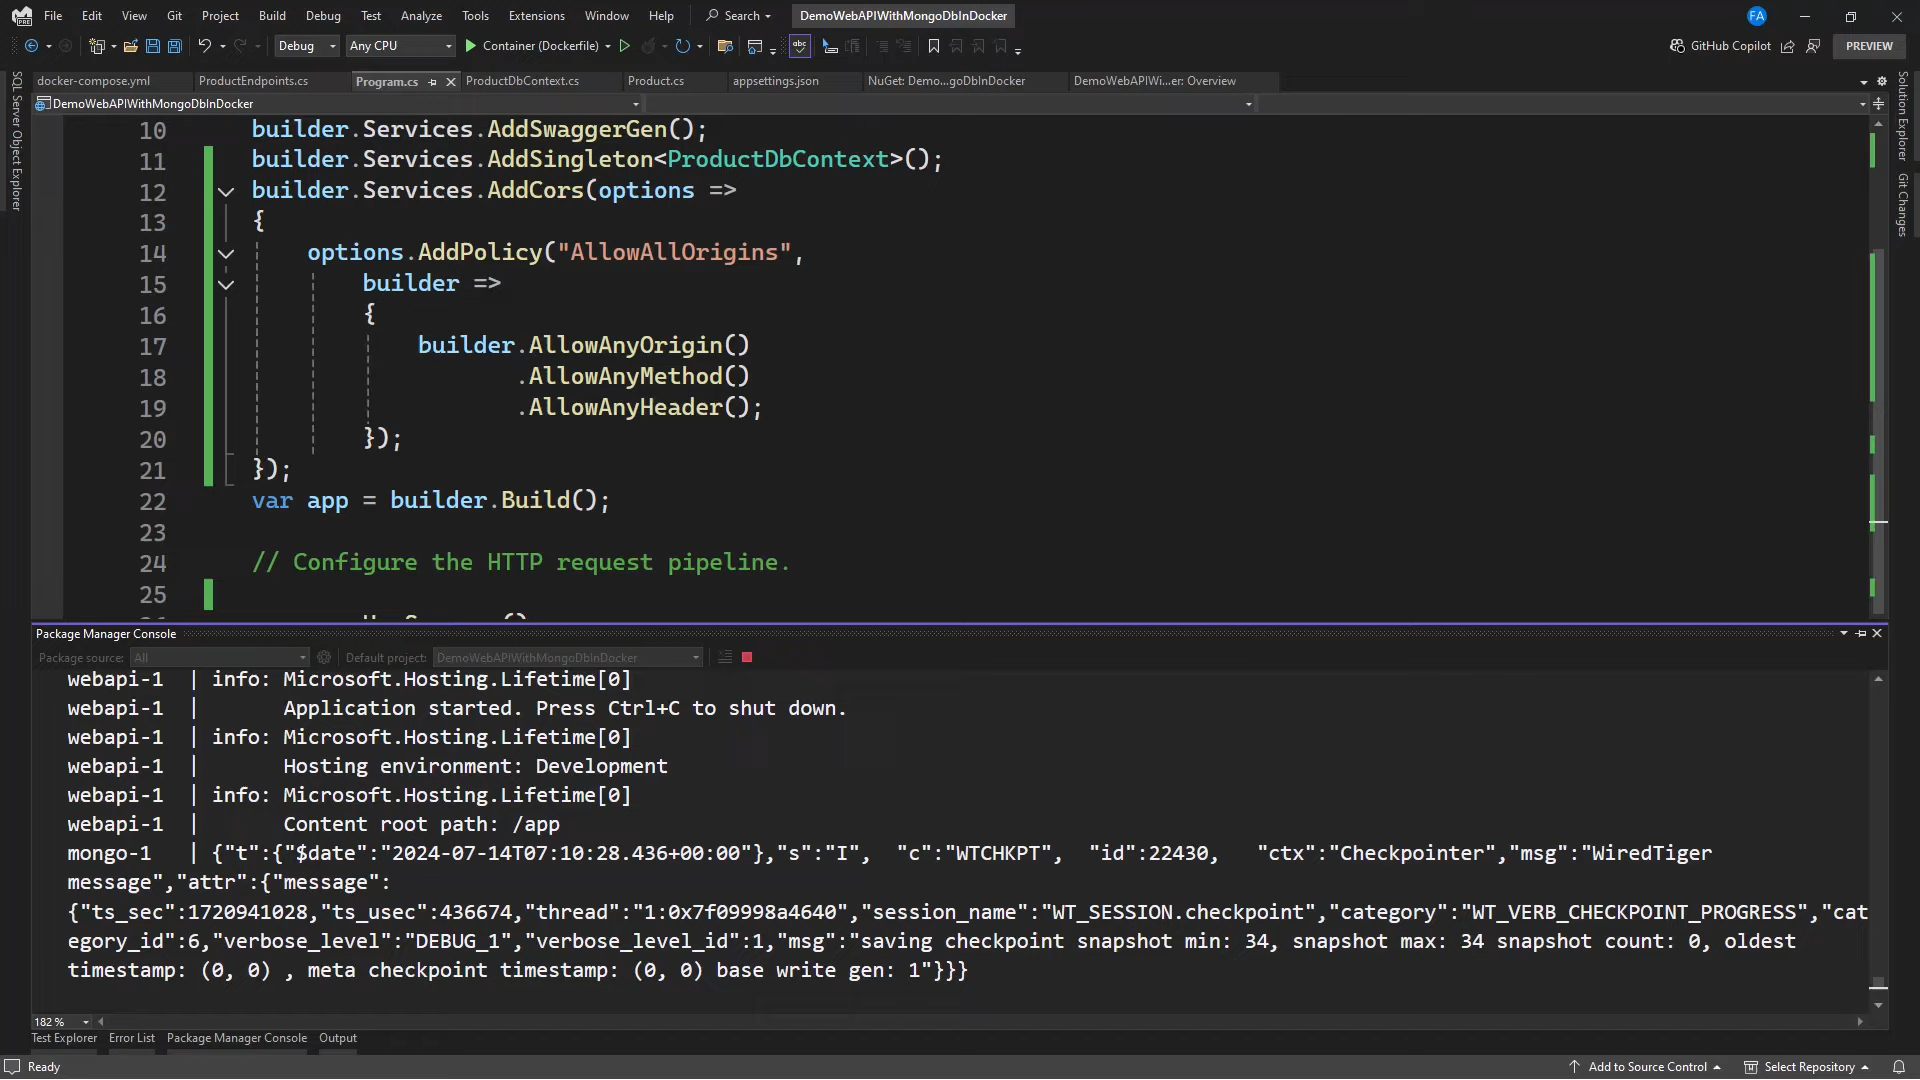 File Edit View Git Project Build Debug Test Analyze Tools Extensions Window Help Search DemoWebAPIWithMongoDbInDocker FA
Debug Any CPU Container (Dockerfile) abc GitHub Copilot PREVIEW
docker-compose.yml ProductEndpoints.cs Program.cs ProductDbContext.cs Product.cs appsettings.json NuGet: Demo...goDbInDocker DemoWebAPIWi...er: Overview
DemoWebAPIWithMongoDbInDocker
SQL Server Object Explorer
Solution Explorer
Git Changes
10 builder.Services.AddSwaggerGen();
11 builder.Services.AddSingleton<ProductDbContext>();
12 builder.Services.AddCors(options =>
13 {
14 options.AddPolicy("AllowAllOrigins",
15 builder =>
16 {
17 builder.AllowAnyOrigin()
18 .AllowAnyMethod()
19 .AllowAnyHeader();
20 });
21 });
22 var app = builder.Build();
23
24 // Configure the HTTP request pipeline.
25
Package Manager Console
Package source: All Default project: DemoWebAPIWithMongoDbInDocker
webapi-1 | info: Microsoft.Hosting.Lifetime[0]
webapi-1 | Application started. Press Ctrl+C to shut down.
webapi-1 | info: Microsoft.Hosting.Lifetime[0]
webapi-1 | Hosting environment: Development
webapi-1 | info: Microsoft.Hosting.Lifetime[0]
webapi-1 | Content root path: /app
mongo-1 | {"t":{"$date":"2024-07-14T07:10:28.436+00:00"},"s":"I", "c":"WTCHKPT", "id":22430, "ctx":"Checkpointer","msg":"WiredTiger
message","attr":{"message":
{"ts_sec":1720941028,"ts_usec":436674,"thread":"1:0x7f09998a4640","session_name":"WT_SESSION.checkpoint","category":"WT_VERB_CHECKPOINT_PROGRESS","cat
egory_id":6,"verbose_level":"DEBUG_1","verbose_level_id":1,"msg":"saving checkpoint snapshot min: 34, snapshot max: 34 snapshot count: 0, oldest
timestamp: (0, 0) , meta checkpoint timestamp: (0, 0) base write gen: 1"}}}
182 %
Test Explorer Error List Package Manager Console Output
Ready Add to Source Control Select Repository